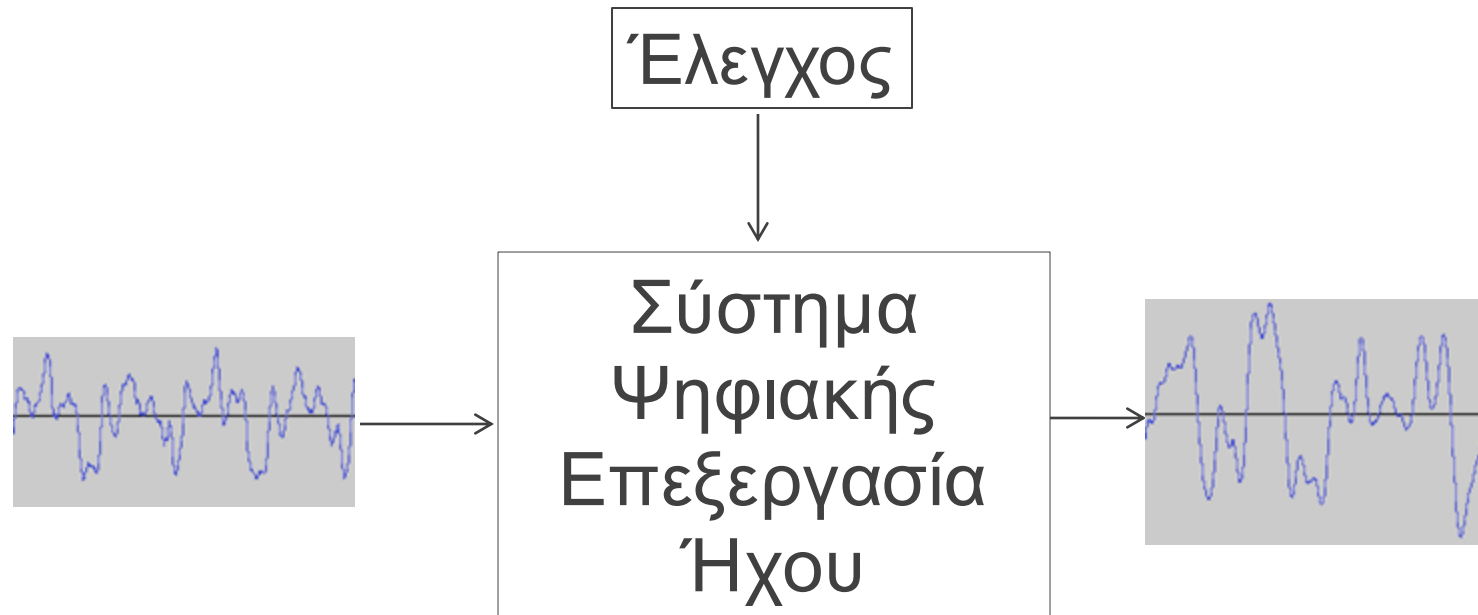 Έλεγχος
Σύστημα
Ψηφιακής
Επεξεργασία
Ήχου